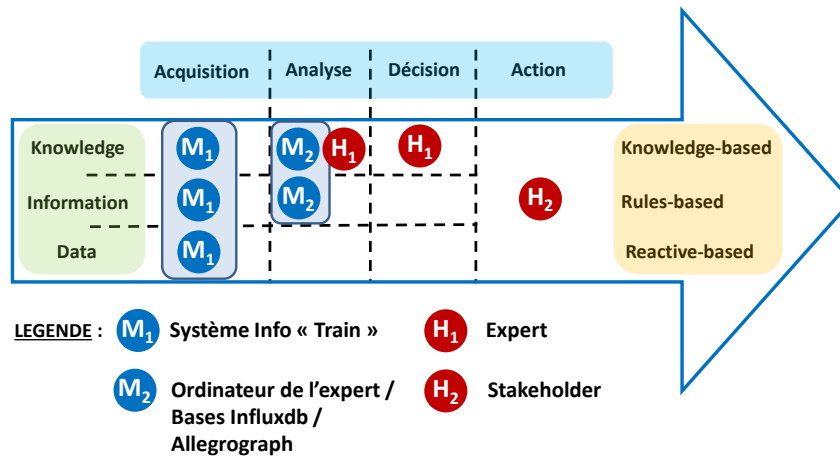 Acquisition Analyse Décision Action
Knowledge M1 M2 H1 H1 Knowledge-based
Information M1 M2 H2 Rules-based
Data M1 Reactive-based
LEGENDE : M1 Système Info « Train » H1 Expert
M2 Ordinateur de l'expert / H2 Stakeholder
Bases Influxdb /
Allegrograph